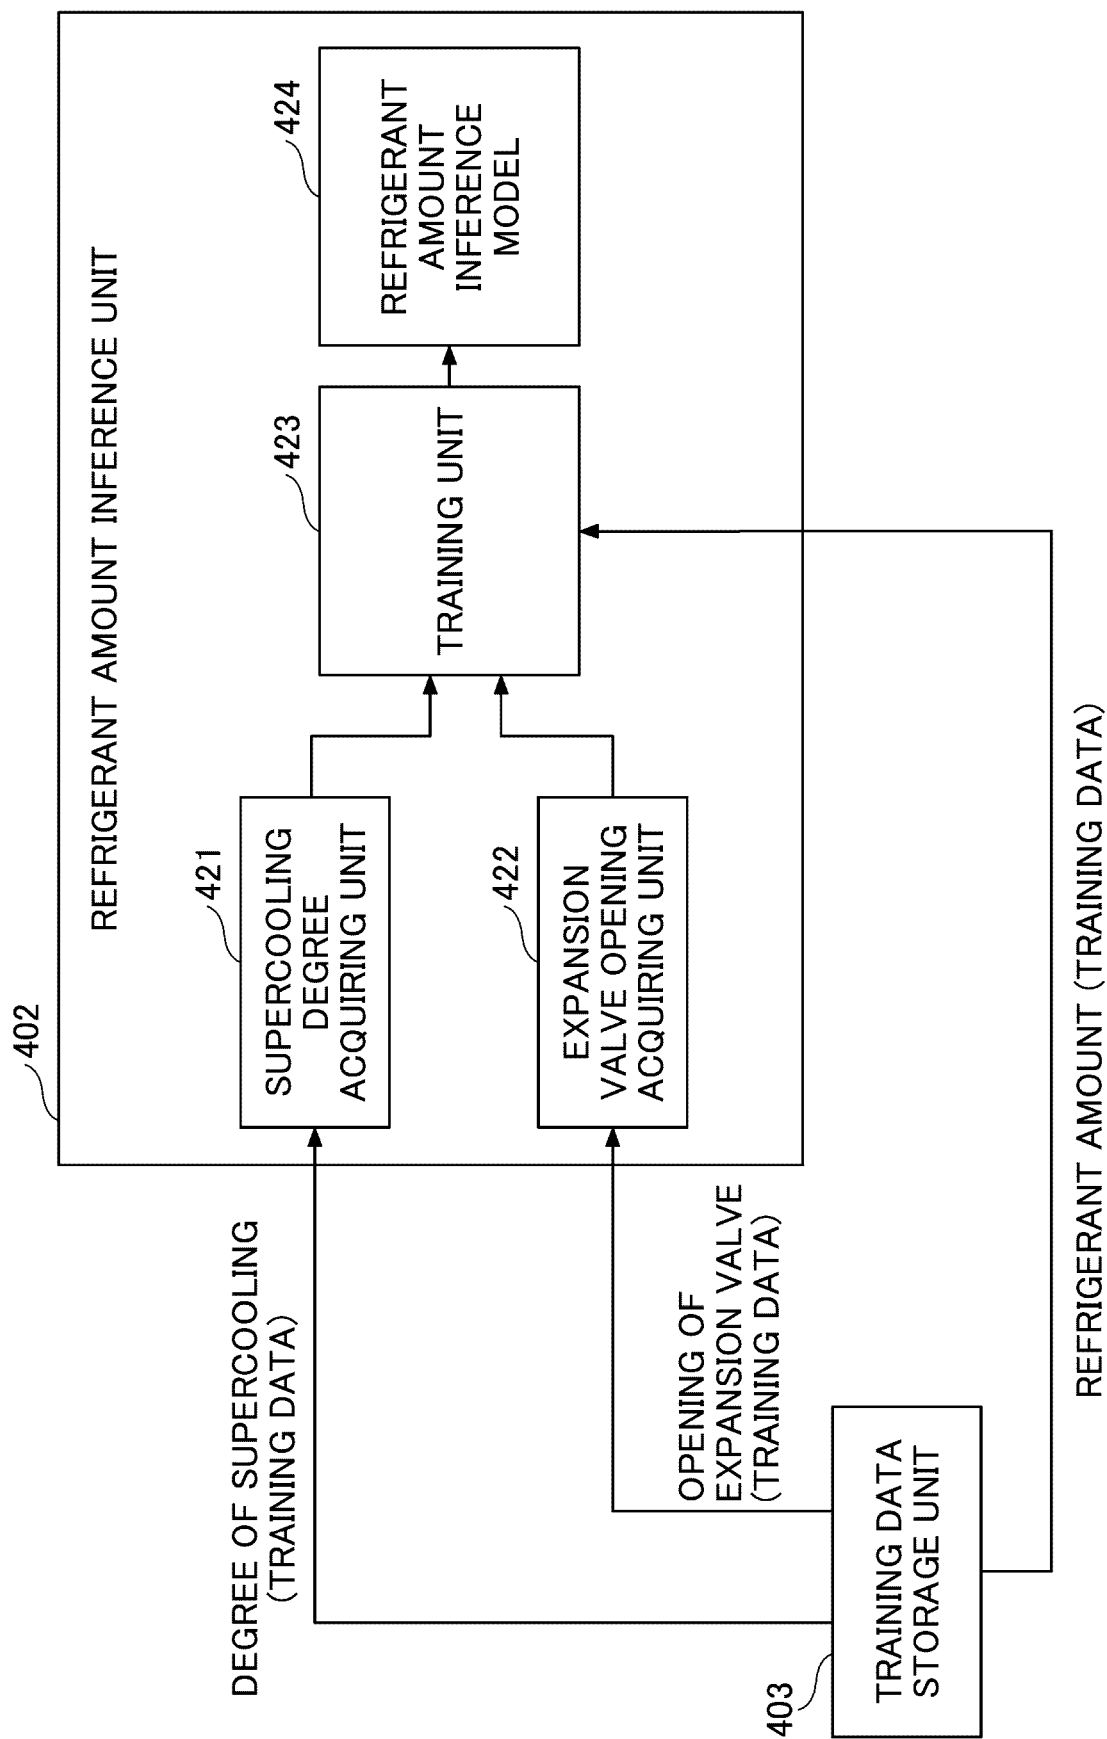 402
REFRIGERANT AMOUNT INFERENCE UNIT
DEGREE OF SUPERCOOLING
(TRAINING DATA)
421
SUPERCOOLING
DEGREE
ACQUIRING UNIT
423
TRAINING UNIT
424
REFRIGERANT
AMOUNT
INFERENCE
MODEL
OPENING OF
EXPANSION VALVE
(TRAINING DATA)
422
EXPANSION
VALVE OPENING
ACQUIRING UNIT
403
TRAINING DATA
STORAGE UNIT
REFRIGERANT AMOUNT (TRAINING DATA)